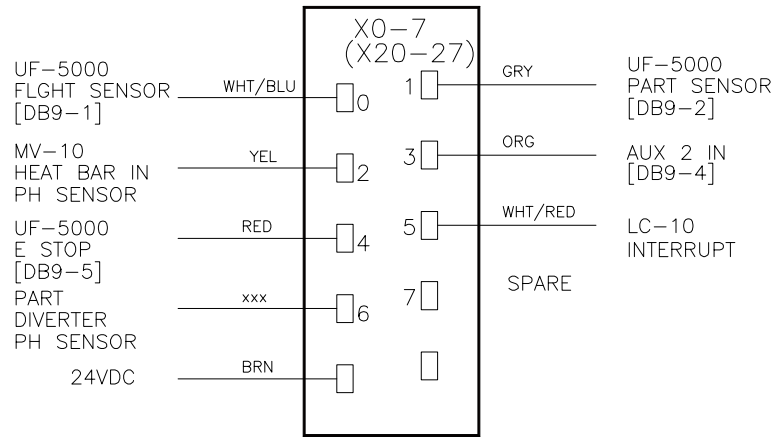 X0-7
(X20-27)
UF-5000
FLGHT SENSOR
[DB9-1]
WHT/BLU
0
1
GRY
UF-5000
PART SENSOR
[DB9-2]
MV-10
HEAT BAR IN
PH SENSOR
YEL
2
3
ORG
AUX 2 IN
[DB9-4]
UF-5000
E STOP
[DB9-5]
RED
4
5
WHT/RED
LC-10
INTERRUPT
PART
DIVERTER
PH SENSOR
xxx
6
7
SPARE
24VDC
BRN